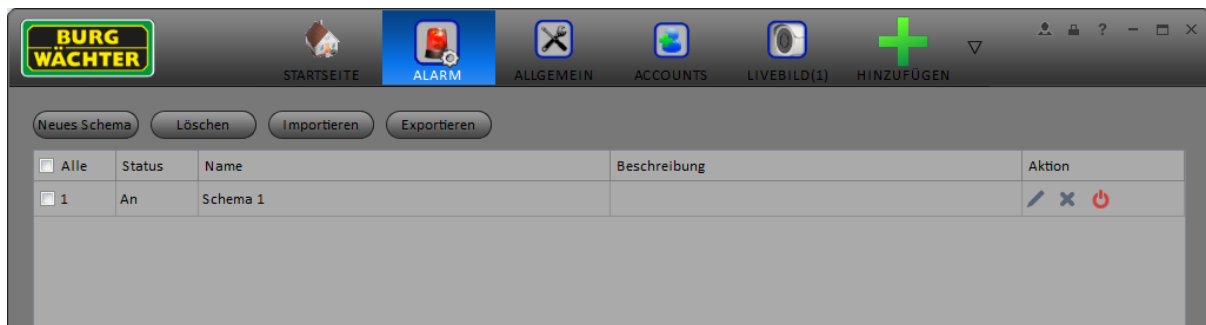 BURG
WÄCHTER
STARTSEITE ALARM ALLGEMEIN ACCOUNTS LIVEBILD(1) HINZUFÜGEN
Neues Schema Löschen Importieren Exportieren
Alle Status Name Beschreibung Aktion
1 An Schema 1